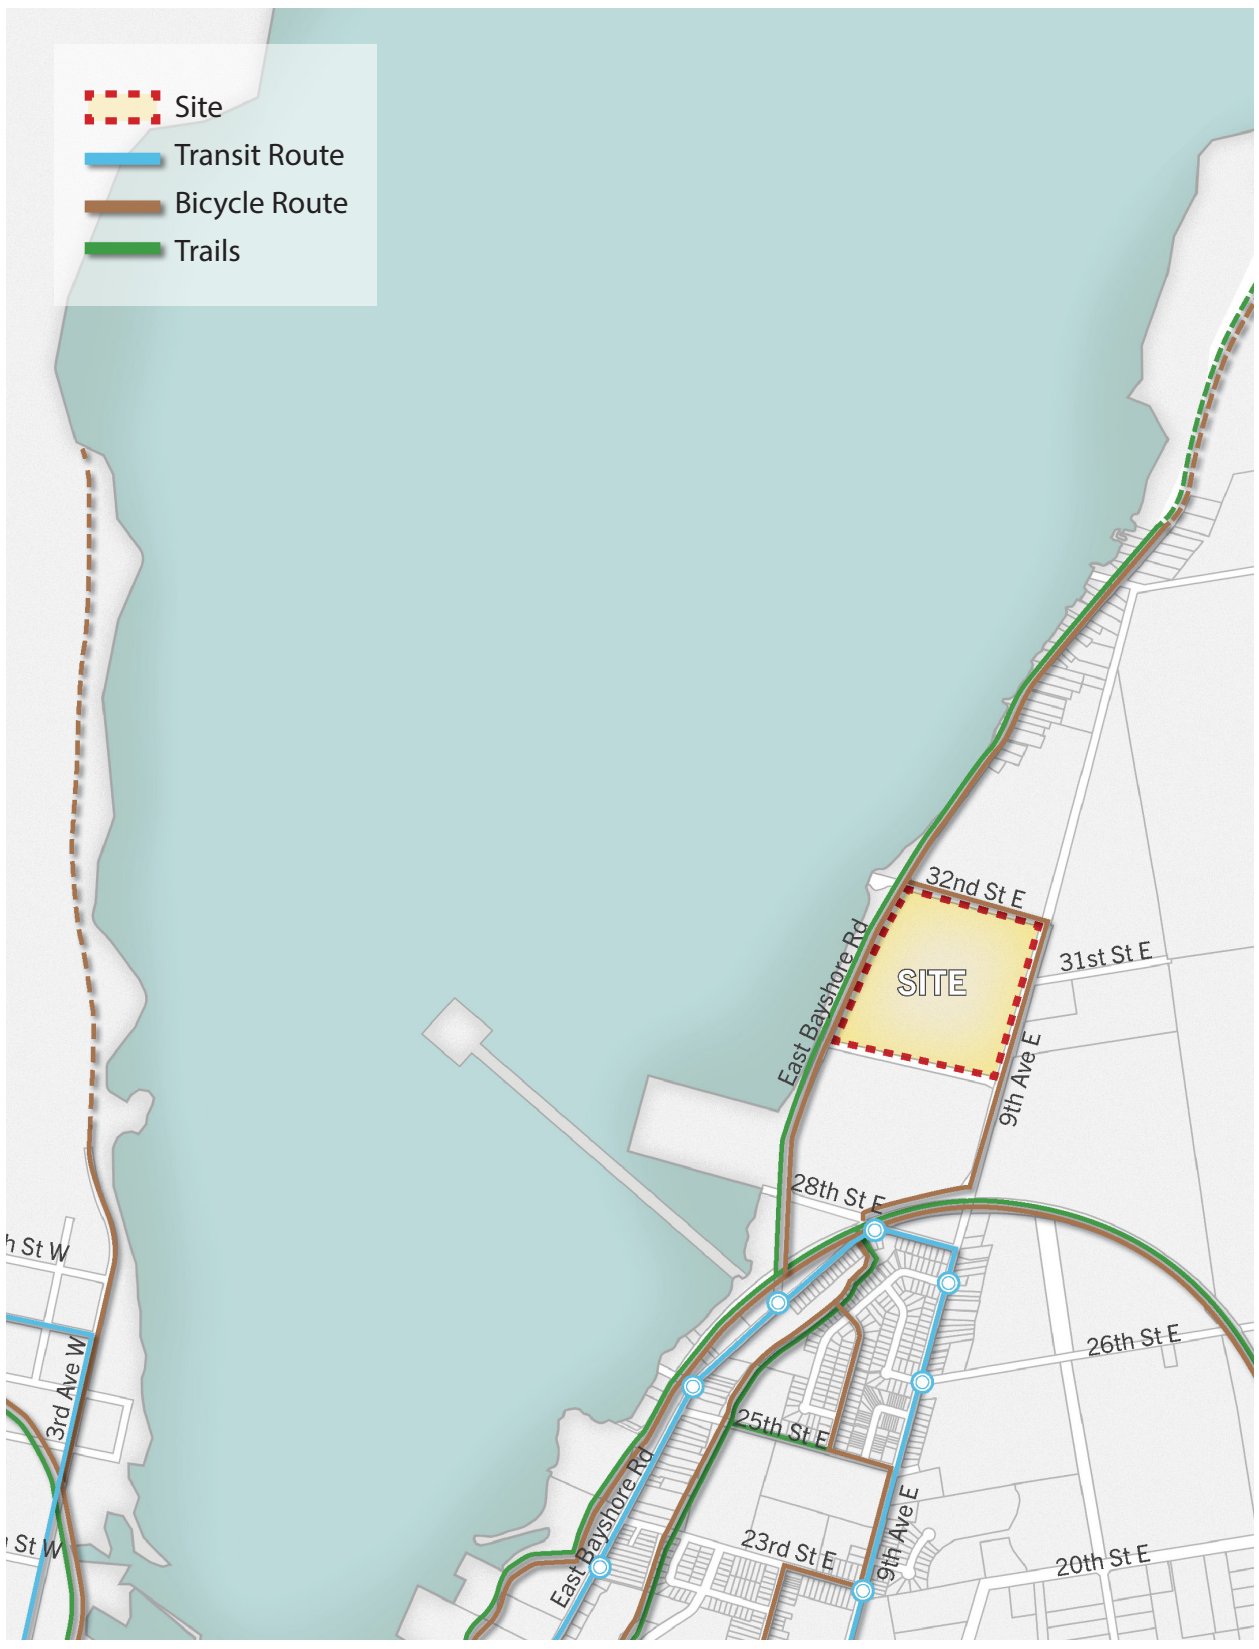 Site
Transit Route
Bicycle Route
Trails
32nd St E
31st St E
SITE
East Bayshore Rd
9th Ave E
28th St E
h St W
26th St E
3rd Ave W
25th St E
East Bayshore Rd
9th Ave E
23rd St E
St W
20th St E